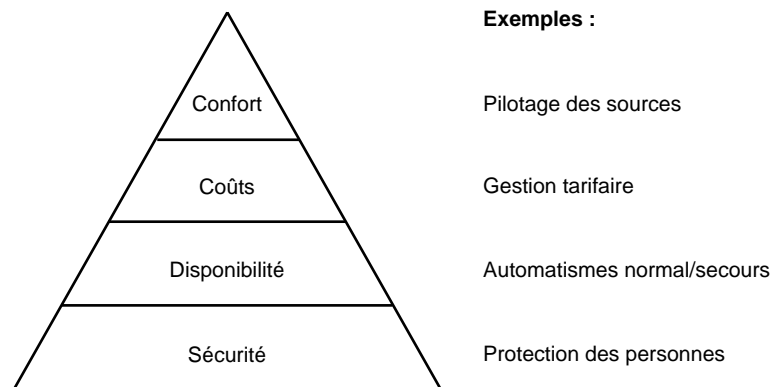 Exemples :
Confort
Pilotage des sources
Coûts
Gestion tarifaire
Disponibilité
Automatismes normal/secours
Sécurité
Protection des personnes